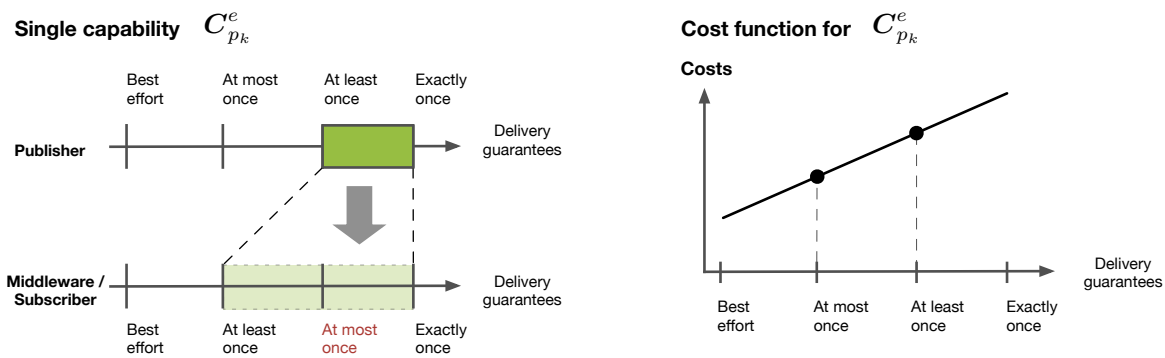 Single capability C^e_{p_k}
Best effort
At most once
At least once
Exactly once
Publisher
Delivery guarantees
Middleware / Subscriber
Delivery guarantees
Best effort
At least once
At most once
Exactly once
Cost function for C^e_{p_k}
Costs
Delivery guarantees
Best effort
At most once
At least once
Exactly once